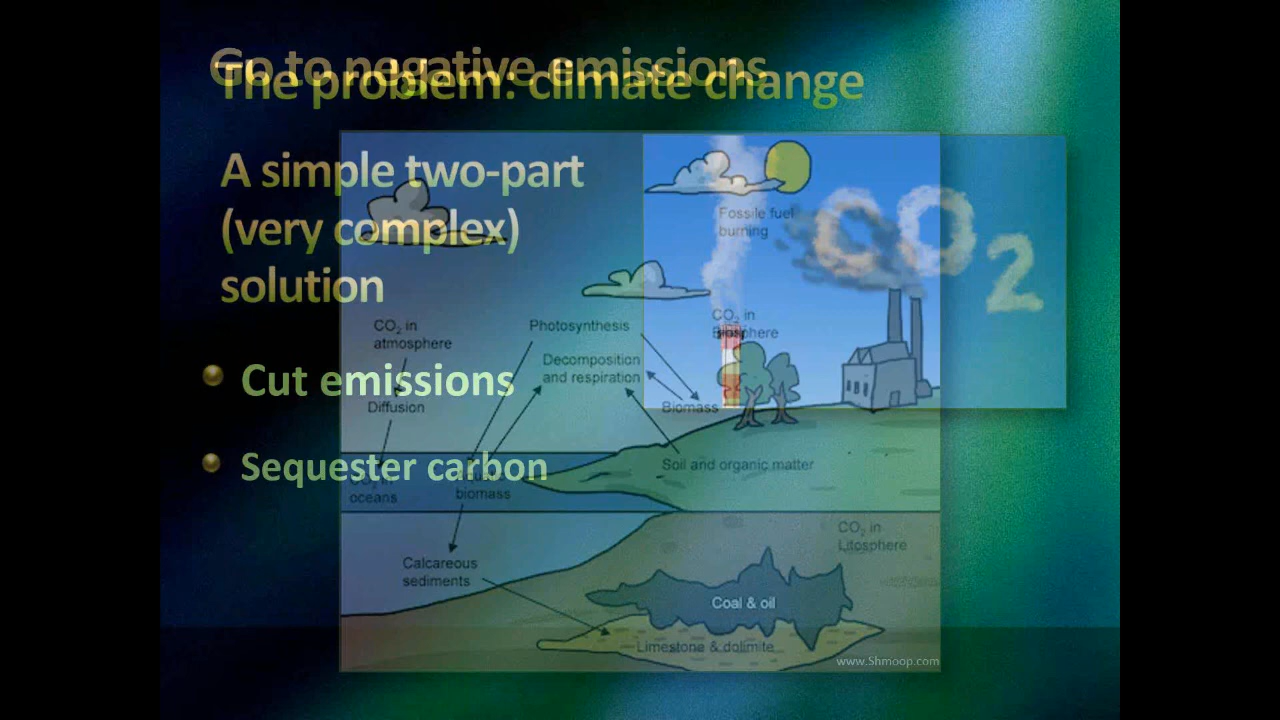 Go to negative emissions
The problem: climate change
A simple two-part
(very complex)
solution
Cut emissions
Sequester carbon
Fossile fuel
burning
CO2
CO₂ in
atmosphere
Diffusion
CO₂ in
oceans
Photosynthesis
Decomposition
and respiration
CO₂ in
Biosphere
Biomass
Soil and organic matter
biomass
Calcareous
sediments
CO₂ in
Litosphere
Coal & oil
Limestone & dolimite
www.Shmoop.com